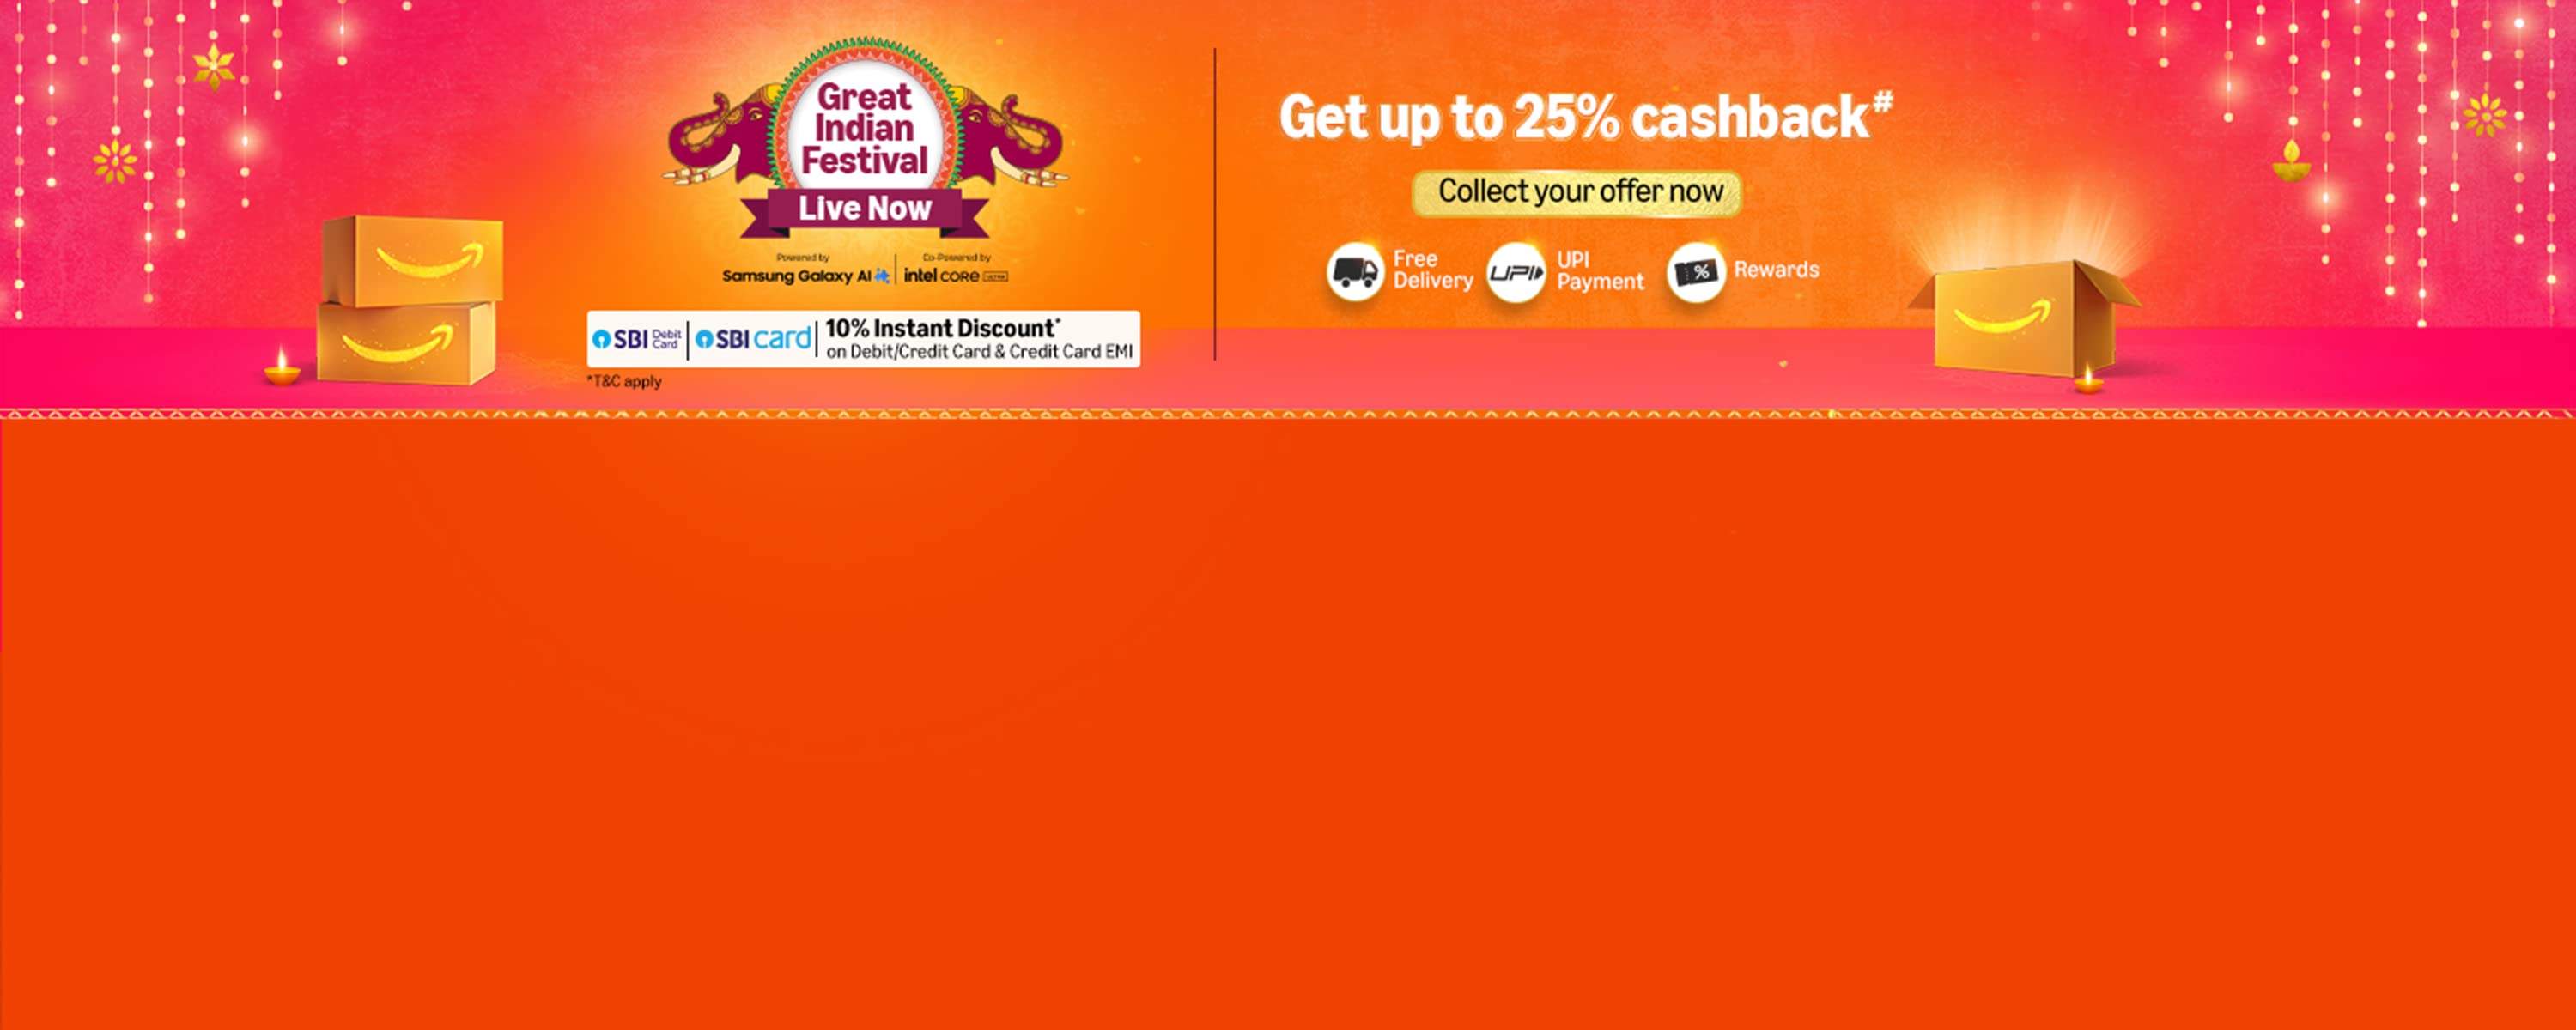 Great
Indian
Festival
Live Now
Powered by
Samsung Galaxy AI
Co-Powered by
intel CORE ULTRA
SBI Debit Card
SBI card
10% Instant Discount*
on Debit/Credit Card & Credit Card EMI
*T&C apply
Get up to 25% cashback#
Collect your offer now
Free
Delivery
UPI
UPI
Payment
%
Rewards